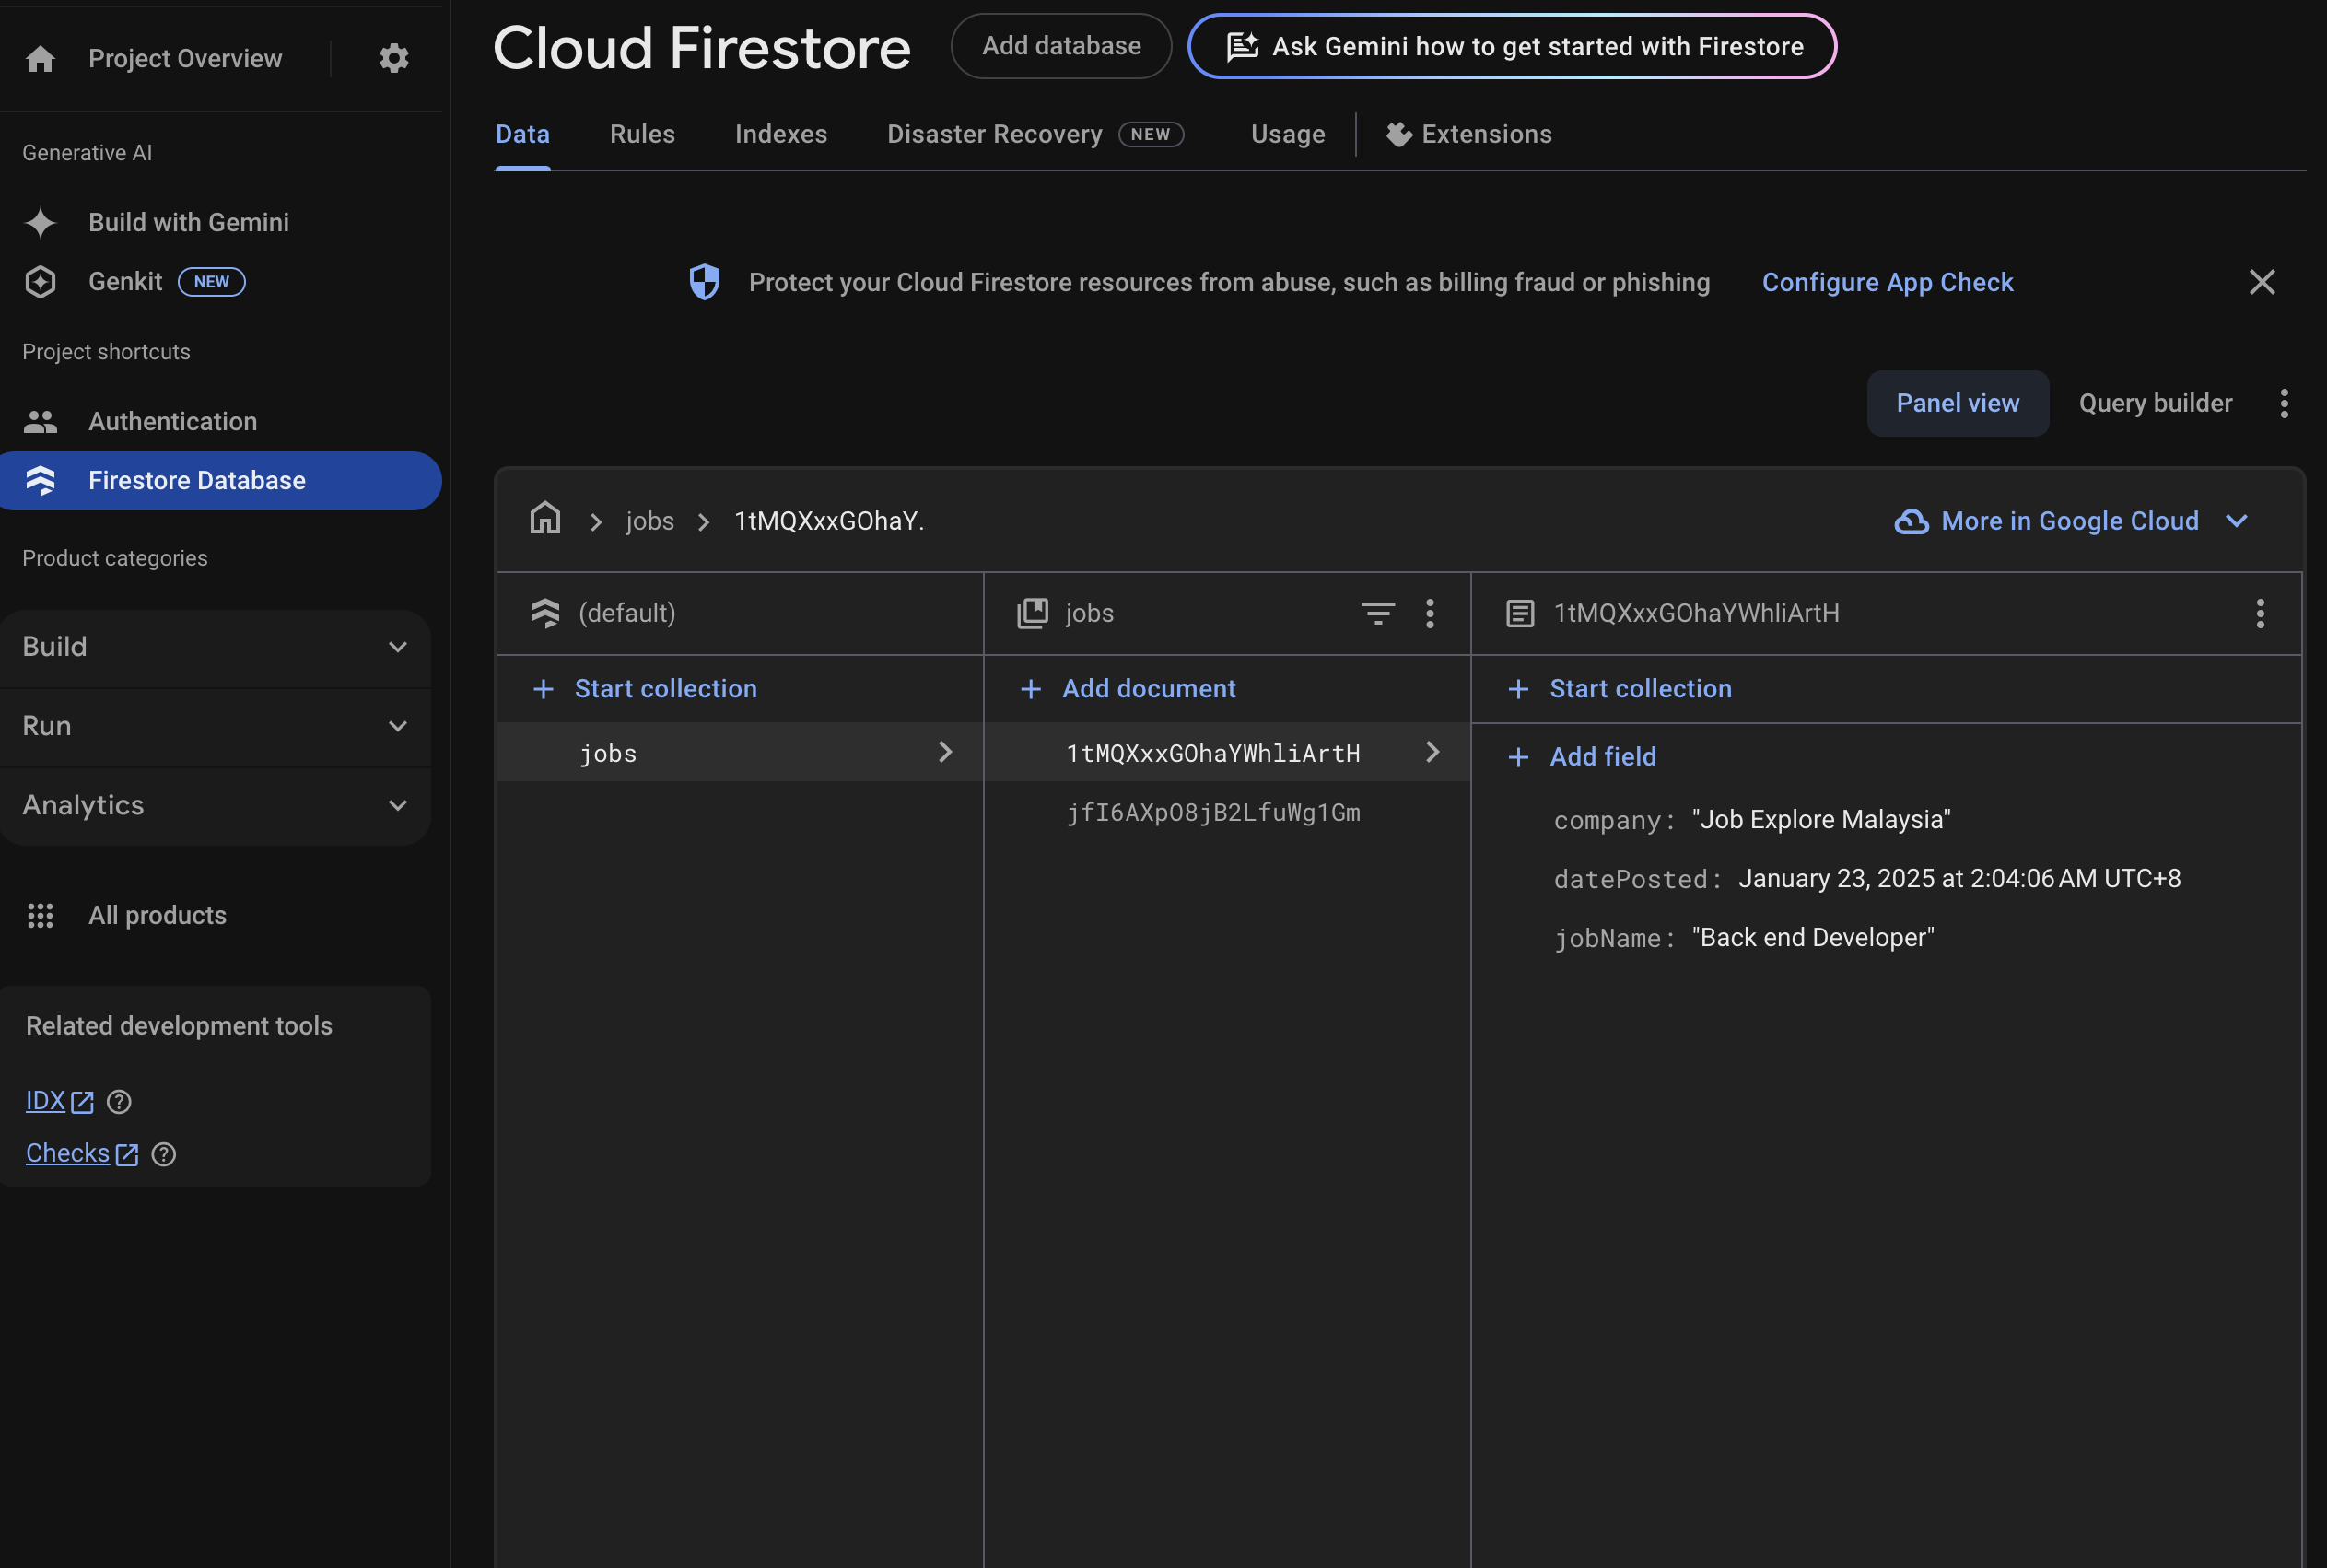 Project Overview
Generative AI
Build with Gemini
Genkit NEW
Project shortcuts
Authentication
Firestore Database
Product categories
Build
Run
Analytics
All products
Related development tools
IDX
Checks
Cloud Firestore
Add database
Ask Gemini how to get started with Firestore
Data Rules Indexes Disaster Recovery NEW Usage Extensions
Protect your Cloud Firestore resources from abuse, such as billing fraud or phishing Configure App Check
Panel view Query builder
jobs 1tMQXxxGOhaY.
More in Google Cloud
(default)
Start collection
jobs
jobs
Add document
1tMQXxxGOhaYWhliArtH
jfI6AXpO8jB2LfuWg1Gm
1tMQXxxGOhaYWhliArtH
Start collection
Add field
company: "Job Explore Malaysia"
datePosted: January 23, 2025 at 2:04:06 AM UTC+8
jobName: "Back end Developer"